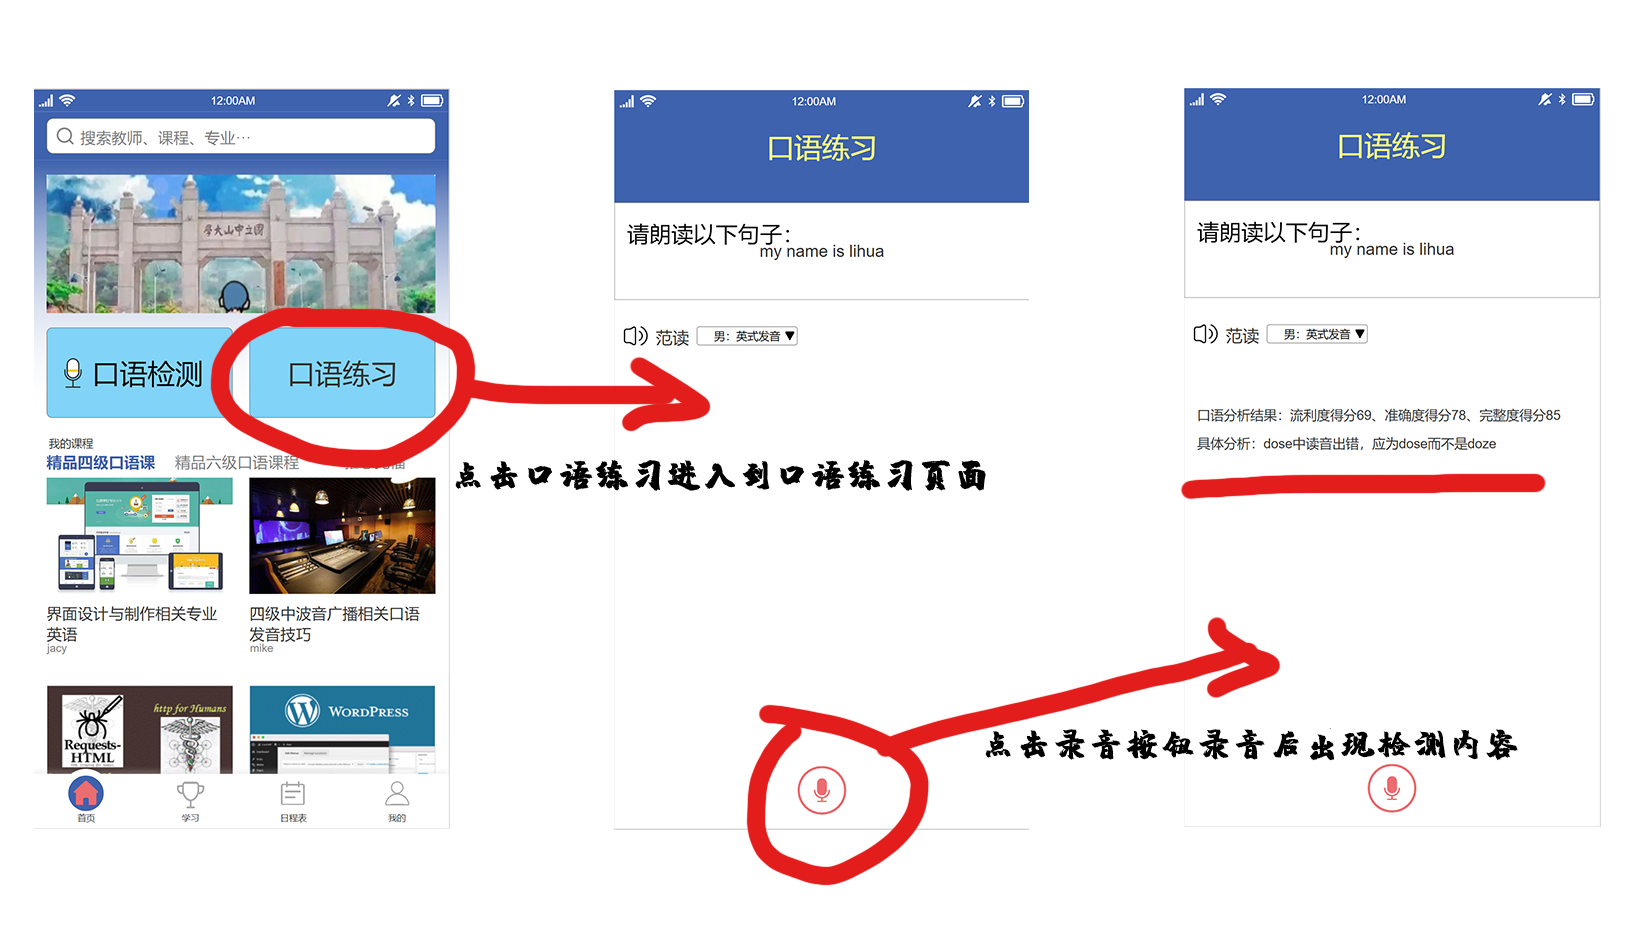 12:00AM
搜索教师、课程、专业…
口语检测
口语练习
我的课程
精品四级口语课
精品六级口语课程
界面设计与制作相关专业
英语
jacy
四级中波音广播相关口语
发音技巧
mike
Requests-
HTML
http for Humans
WORDPRESS
首页
学习
日程表
我的
点击口语练习进入到口语练习页面
12:00AM
口语练习
请朗读以下句子：
my name is lihua
范读
男：英式发音▼
点击录音按钮录音后出现检测内容
12:00AM
口语练习
请朗读以下句子：
my name is lihua
范读
男：英式发音▼
口语分析结果：流利度得分69、准确度得分78、完整度得分85
具体分析：dose中读音出错，应为dose而不是doze